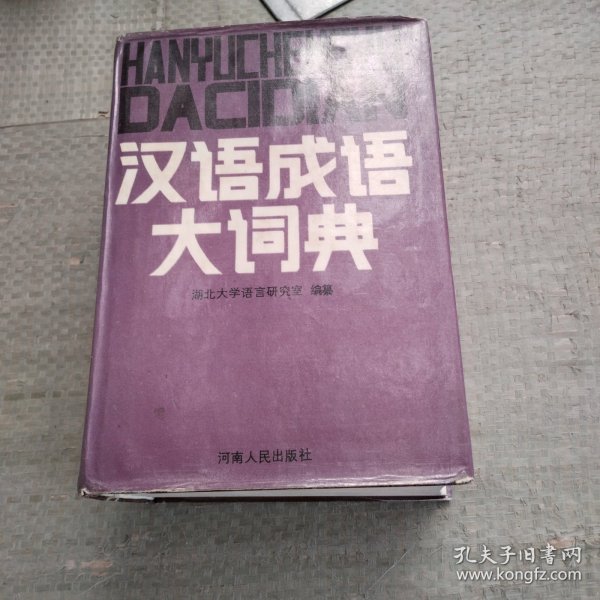 HANYUCHENGYU
DACIDIAN
汉语成语
大词典
湖北大学语言研究室 编纂
河南人民出版社
孔夫子旧书网
www.kongfz.com